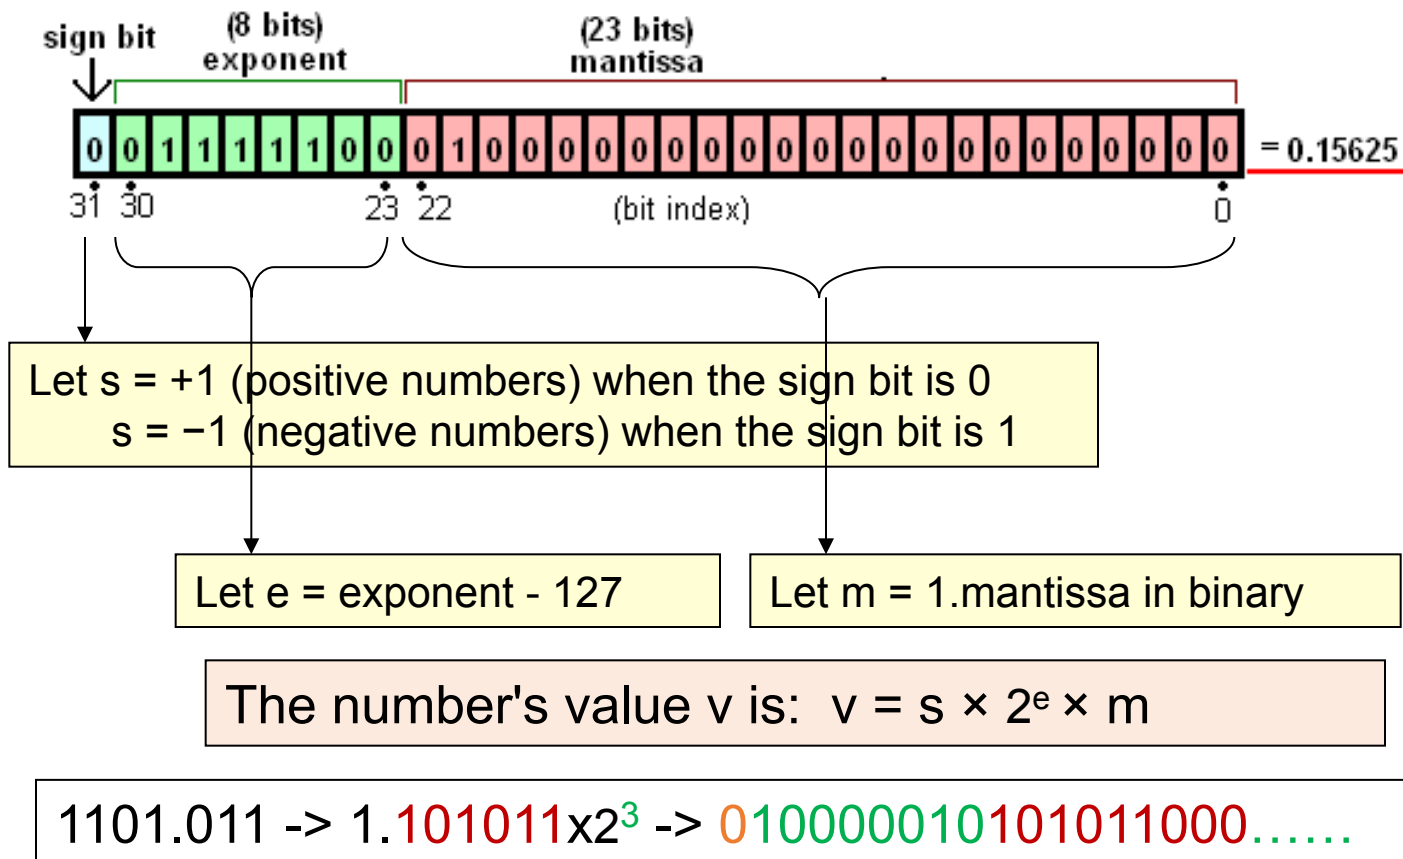 sign bit
(8 bits)
exponent
(23 bits)
mantissa
0 0 1 1 1 1 1 0 0 0 1 0 0 0 0 0 0 0 0 0 0 0 0 0 0 0 0 0 0 0 0 0 = 0.15625
31 30 23 22 (bit index) 0
Let s = +1 (positive numbers) when the sign bit is 0
s = −1 (negative numbers) when the sign bit is 1
Let e = exponent - 127
Let m = 1.mantissa in binary
The number's value v is: v = s × 2ᵉ × m
1101.011 -> 1.101011x2³ -> 010000010101011000......